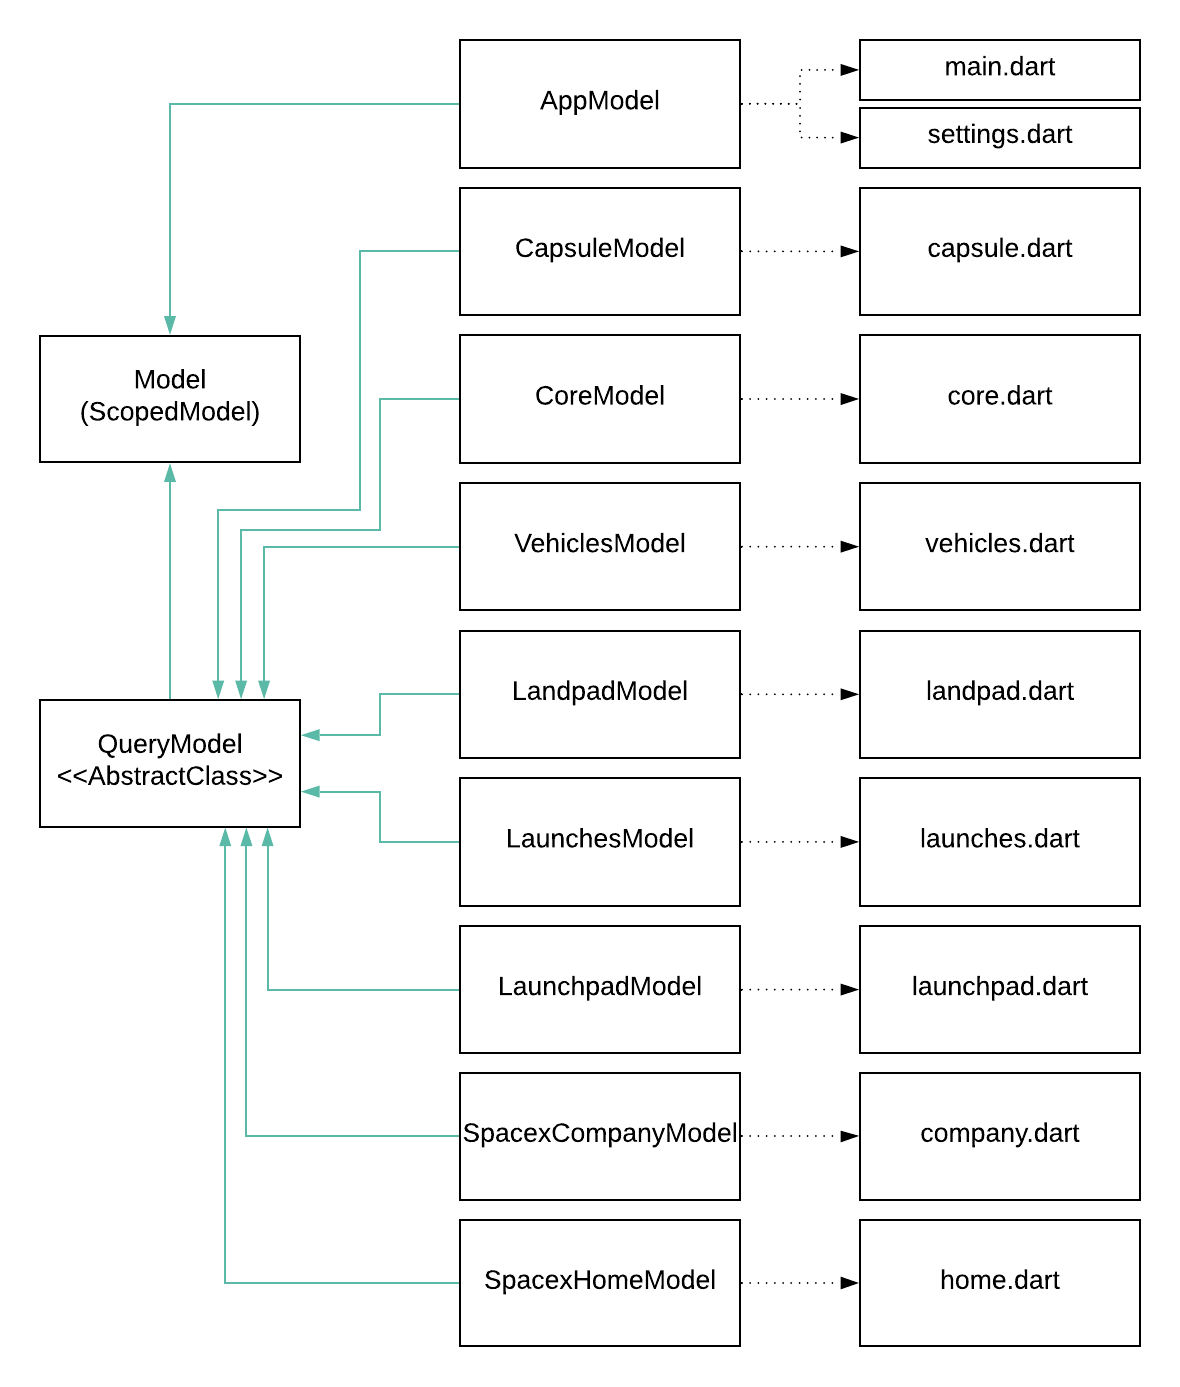 AppModel
main.dart
settings.dart
CapsuleModel
capsule.dart
Model
(ScopedModel)
CoreModel
core.dart
VehiclesModel
vehicles.dart
LandpadModel
landpad.dart
QueryModel
<<AbstractClass>>
LaunchesModel
launches.dart
LaunchpadModel
launchpad.dart
SpacexCompanyModel
company.dart
SpacexHomeModel
home.dart